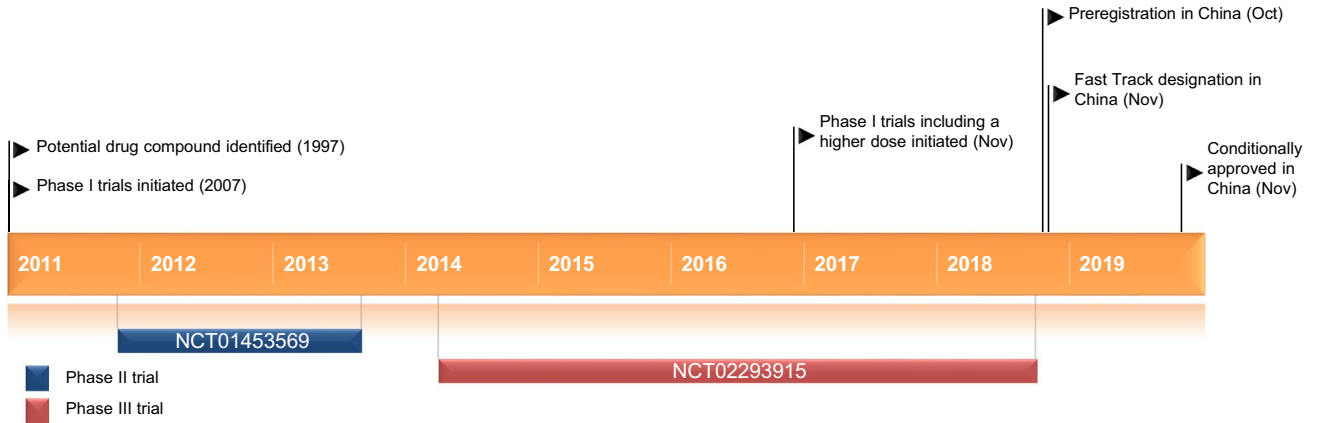 Preregistration in China (Oct)
Fast Track designation in
China (Nov)
Phase I trials including a
higher dose initiated (Nov)
Potential drug compound identified (1997)
Conditionally
approved in
China (Nov)
Phase I trials initiated (2007)
2011 2012 2013 2014 2015 2016 2017 2018 2019
NCT01453569
NCT02293915
Phase II trial
Phase III trial